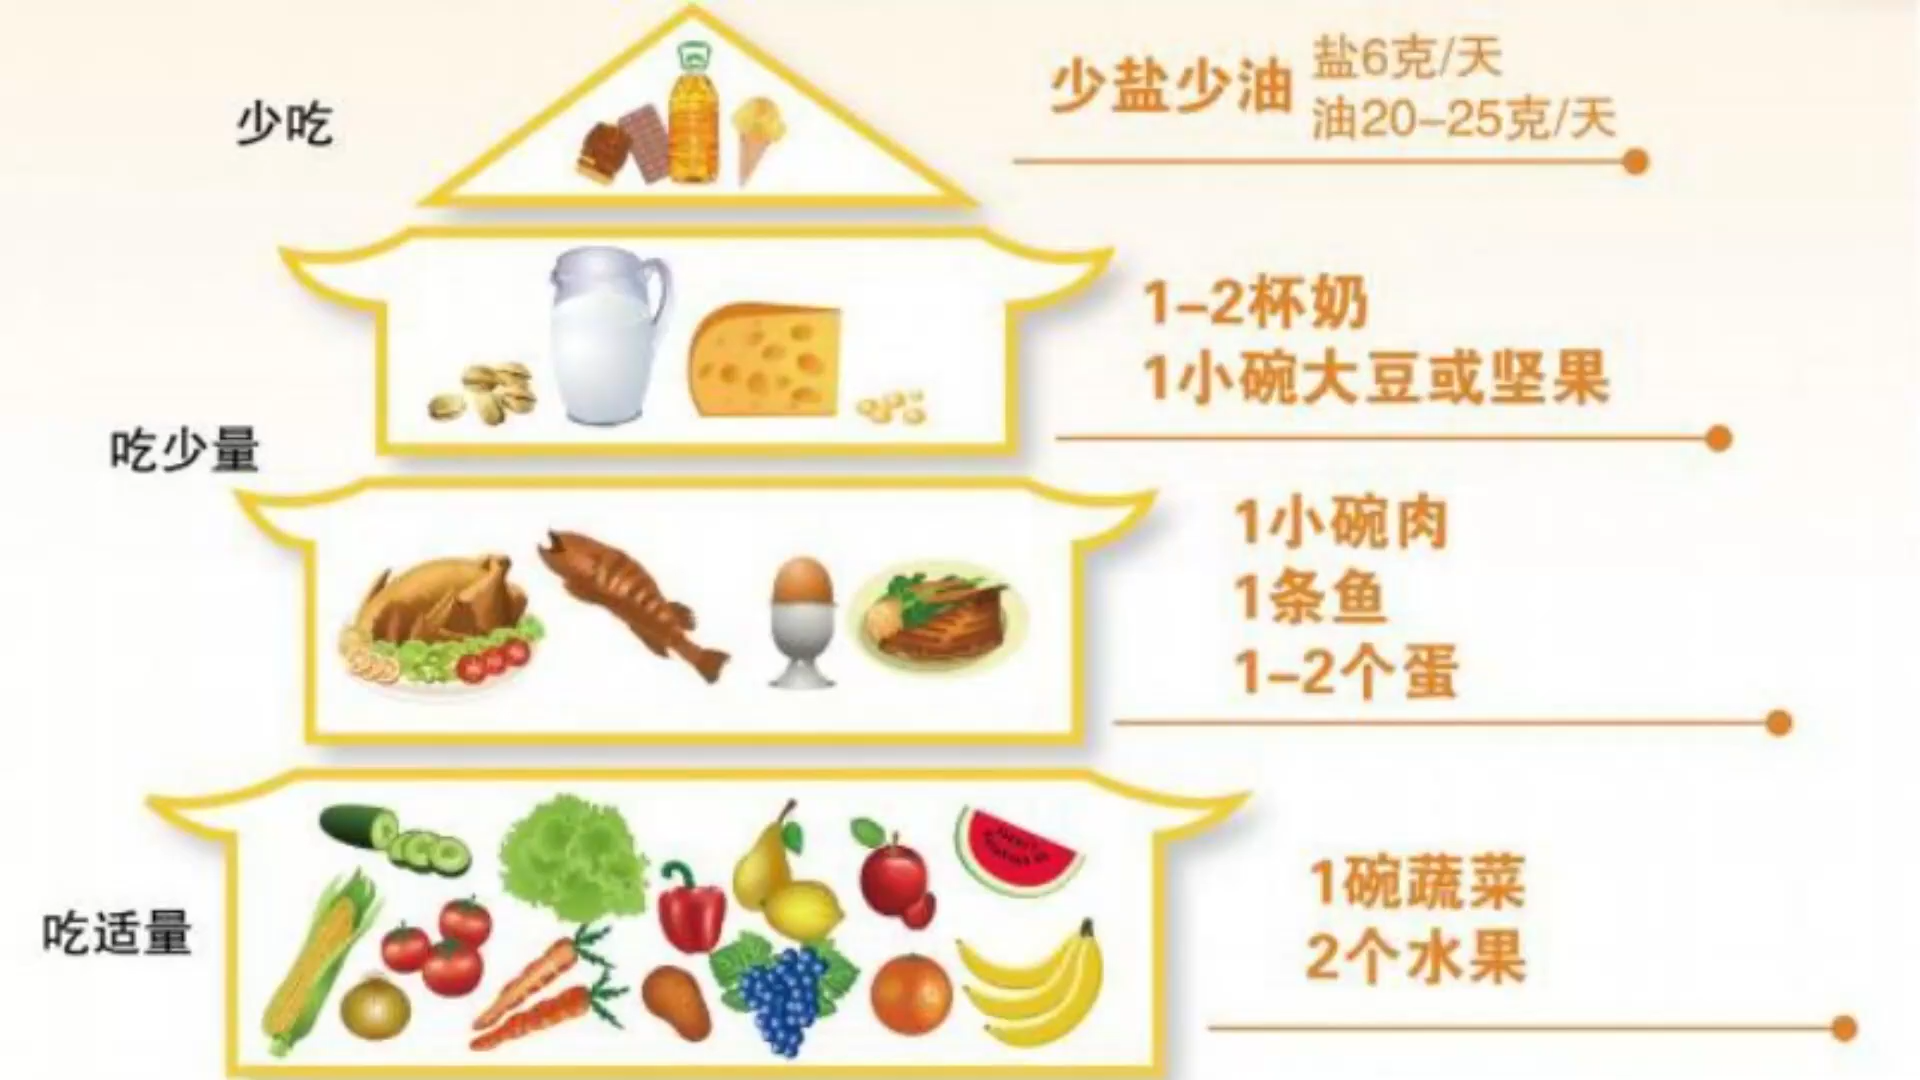 少吃
少盐少油
盐6克/天
油20-25克/天
1-2杯奶
1小碗大豆或坚果
吃少量
1小碗肉
1条鱼
1-2个蛋
吃适量
1碗蔬菜
2个水果